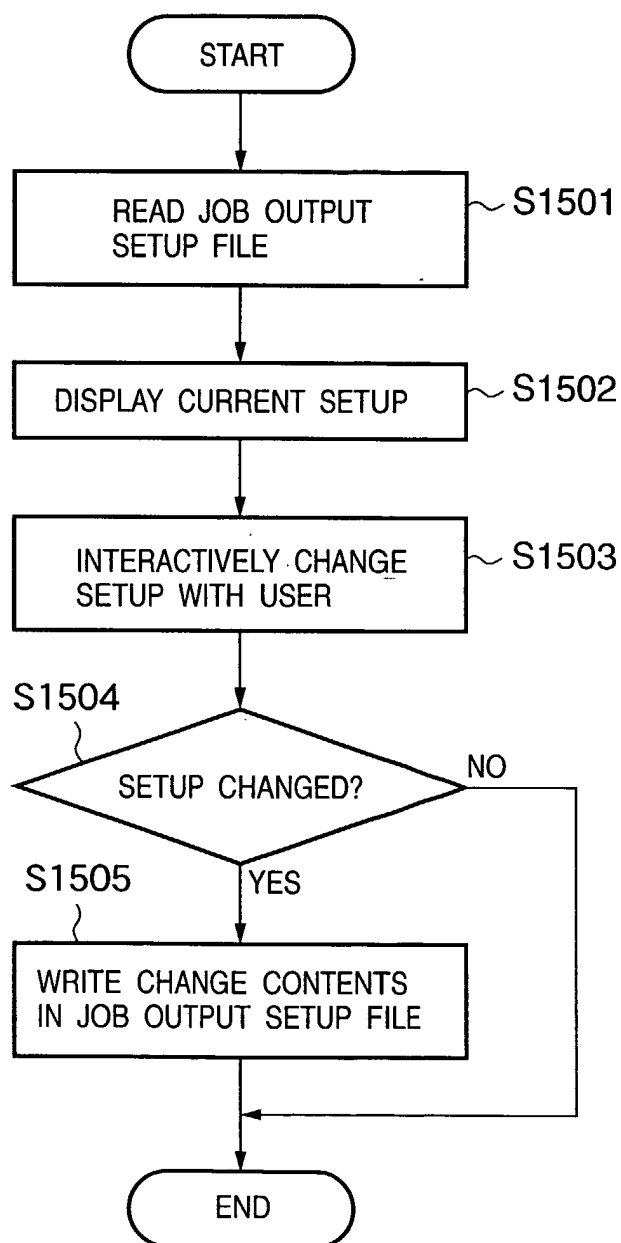 START
READ JOB OUTPUT
SETUP FILE
S1501
DISPLAY CURRENT SETUP
S1502
INTERACTIVELY CHANGE
SETUP WITH USER
S1503
S1504
SETUP CHANGED?
NO
YES
S1505
WRITE CHANGE CONTENTS
IN JOB OUTPUT SETUP FILE
END